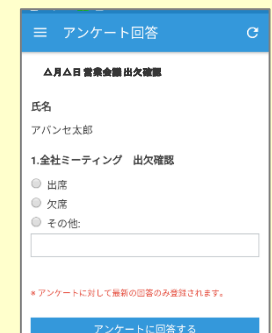 アンケート回答
△月△日 営業会議 出欠確認
氏名
アバンセ太郎
1.全社ミーティング　出欠確認
出席
欠席
その他:
* アンケートに対して最新の回答のみ登録されます。
アンケートに回答する